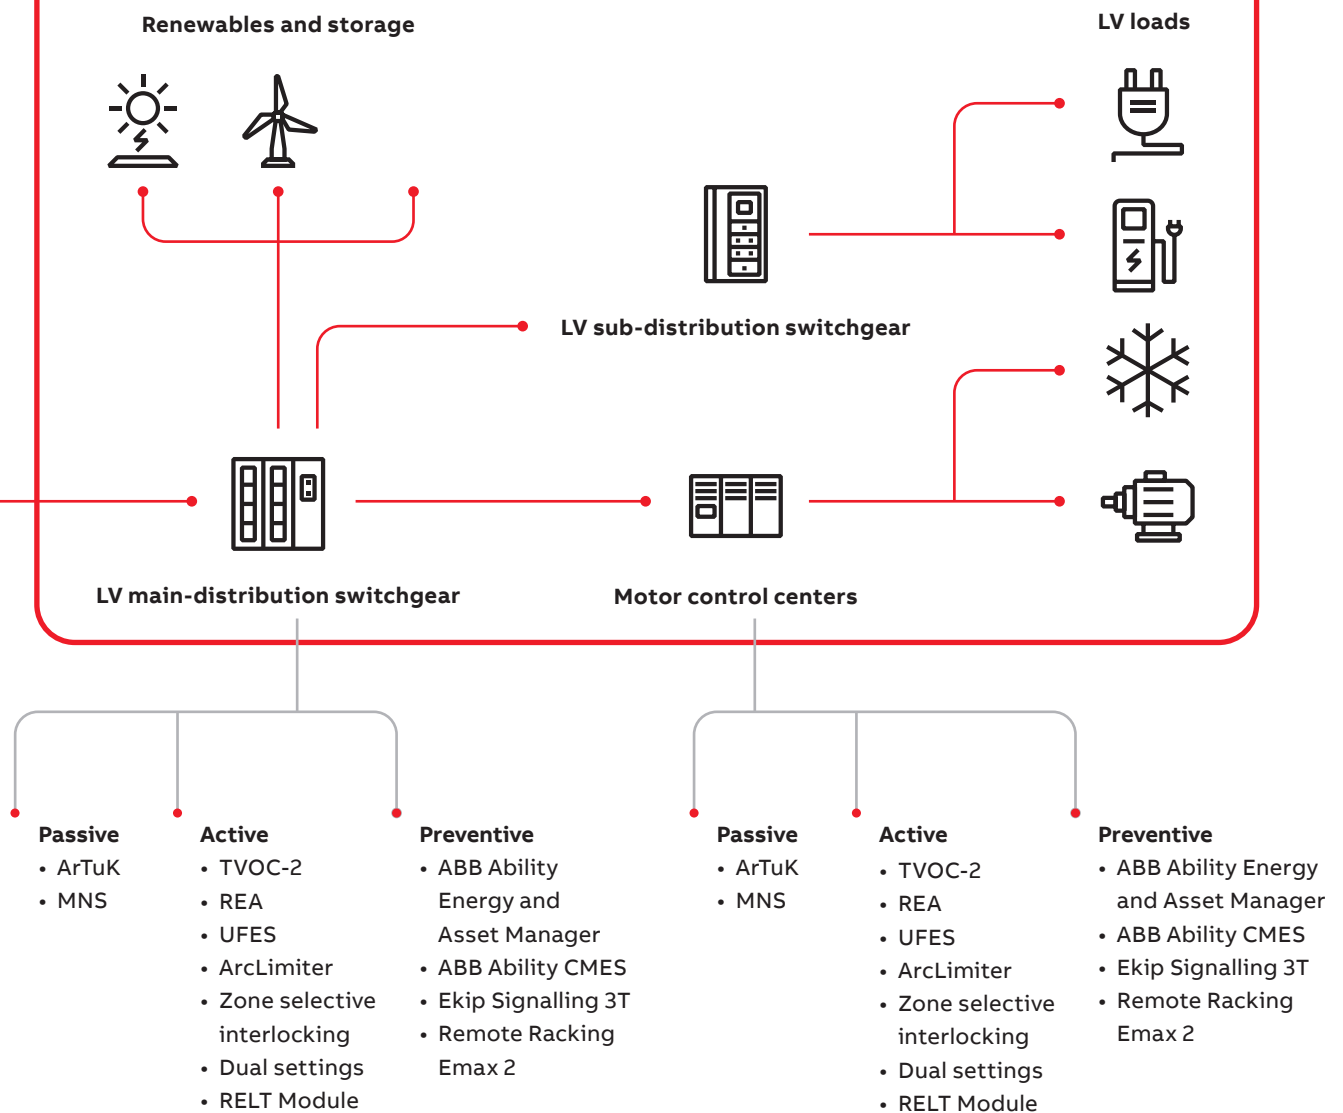 Renewables and storage
LV loads
LV sub-distribution switchgear
LV main-distribution switchgear
Motor control centers
Passive
• ArTuK
• MNS
Active
• TVOC-2
• REA
• UFES
• ArcLimiter
• Zone selective
interlocking
• Dual settings
• RELT Module
Preventive
• ABB Ability
Energy and
Asset Manager
• ABB Ability CMES
• Ekip Signalling 3T
• Remote Racking
Emax 2
Passive
• ArTuK
• MNS
Active
• TVOC-2
• REA
• UFES
• ArcLimiter
• Zone selective
interlocking
• Dual settings
• RELT Module
Preventive
• ABB Ability Energy
and Asset Manager
• ABB Ability CMES
• Ekip Signalling 3T
• Remote Racking
Emax 2